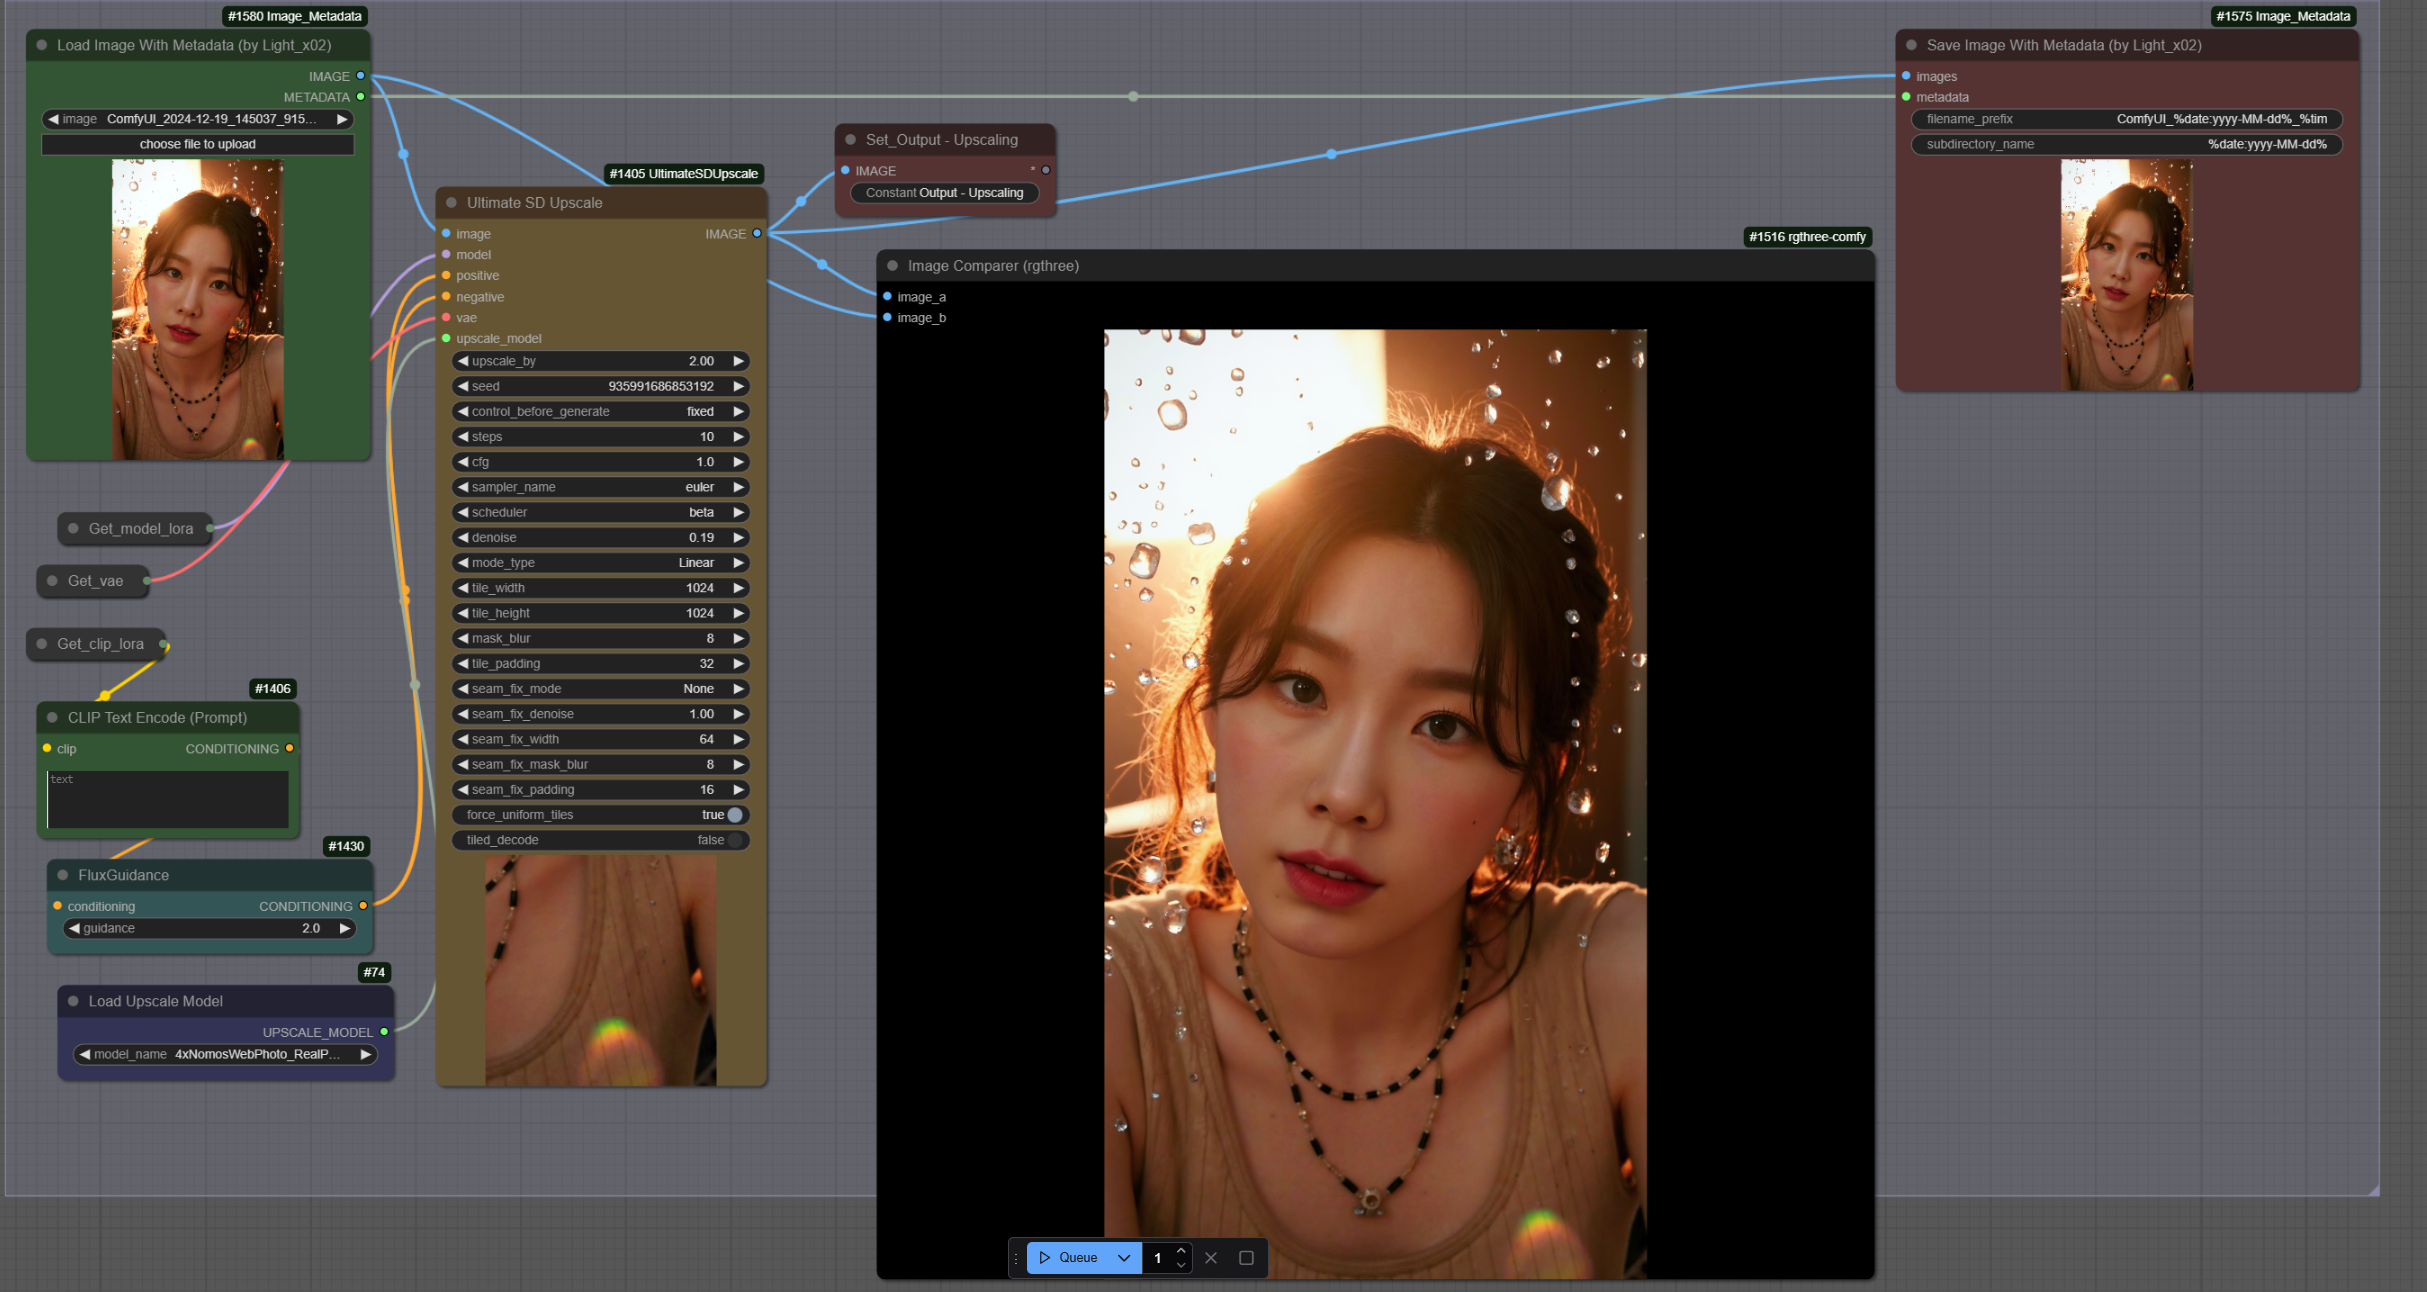 #1580 Image_Metadata
Load Image With Metadata (by Light_x02)
IMAGE
METADATA
image ComfyUI_2024-12-19_145037_915...
choose file to upload
Get_model_lora
Get_vae
Get_clip_lora
#1406
CLIP Text Encode (Prompt)
clip CONDITIONING
text
#1430
FluxGuidance
conditioning CONDITIONING
guidance 2.0
#74
Load Upscale Model
UPSCALE_MODEL
model_name 4xNomosWebPhoto_RealP...
#1405 UltimateSDUpscale
Ultimate SD Upscale
image IMAGE
model
positive
negative
vae
upscale_model
upscale_by 2.00
seed 935991686853192
control_before_generate fixed
steps 10
cfg 1.0
sampler_name euler
scheduler beta
denoise 0.19
mode_type Linear
tile_width 1024
tile_height 1024
mask_blur 8
tile_padding 32
seam_fix_mode None
seam_fix_denoise 1.00
seam_fix_width 64
seam_fix_mask_blur 8
seam_fix_padding 16
force_uniform_tiles true
tiled_decode false
Set_Output - Upscaling
IMAGE *
Constant Output - Upscaling
#1516 rgthree-comfy
Image Comparer (rgthree)
image_a
image_b
Queue 1
#1575 Image_Metadata
Save Image With Metadata (by Light_x02)
images
metadata
filename_prefix ComfyUI_%date:yyyy-MM-dd%_%tim
subdirectory_name %date:yyyy-MM-dd%